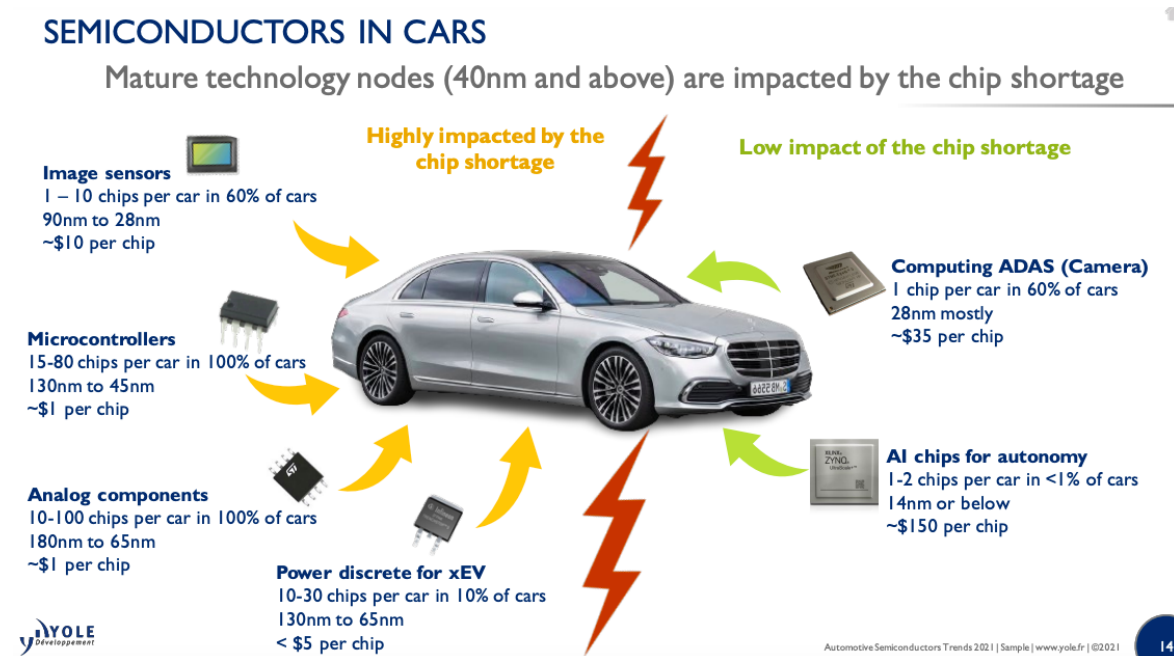 SEMICONDUCTORS IN CARS
Mature technology nodes (40nm and above) are impacted by the chip shortage
Highly impacted by the
chip shortage
Low impact of the chip shortage
Image sensors
1 – 10 chips per car in 60% of cars
90nm to 28nm
~$10 per chip
Computing ADAS (Camera)
1 chip per car in 60% of cars
28nm mostly
~$35 per chip
Microcontrollers
15-80 chips per car in 100% of cars
130nm to 45nm
~$1 per chip
XILINX
ZYNQ
UltraScale+
AI chips for autonomy
1-2 chips per car in <1% of cars
14nm or below
~$150 per chip
ST
Analog components
10-100 chips per car in 100% of cars
180nm to 65nm
~$1 per chip
Infineon
Power discrete for xEV
10-30 chips per car in 10% of cars
130nm to 65nm
< $5 per chip
YOLE
Développement
Automotive Semiconductors Trends 2021 | Sample | www.yole.fr | ©2021
14